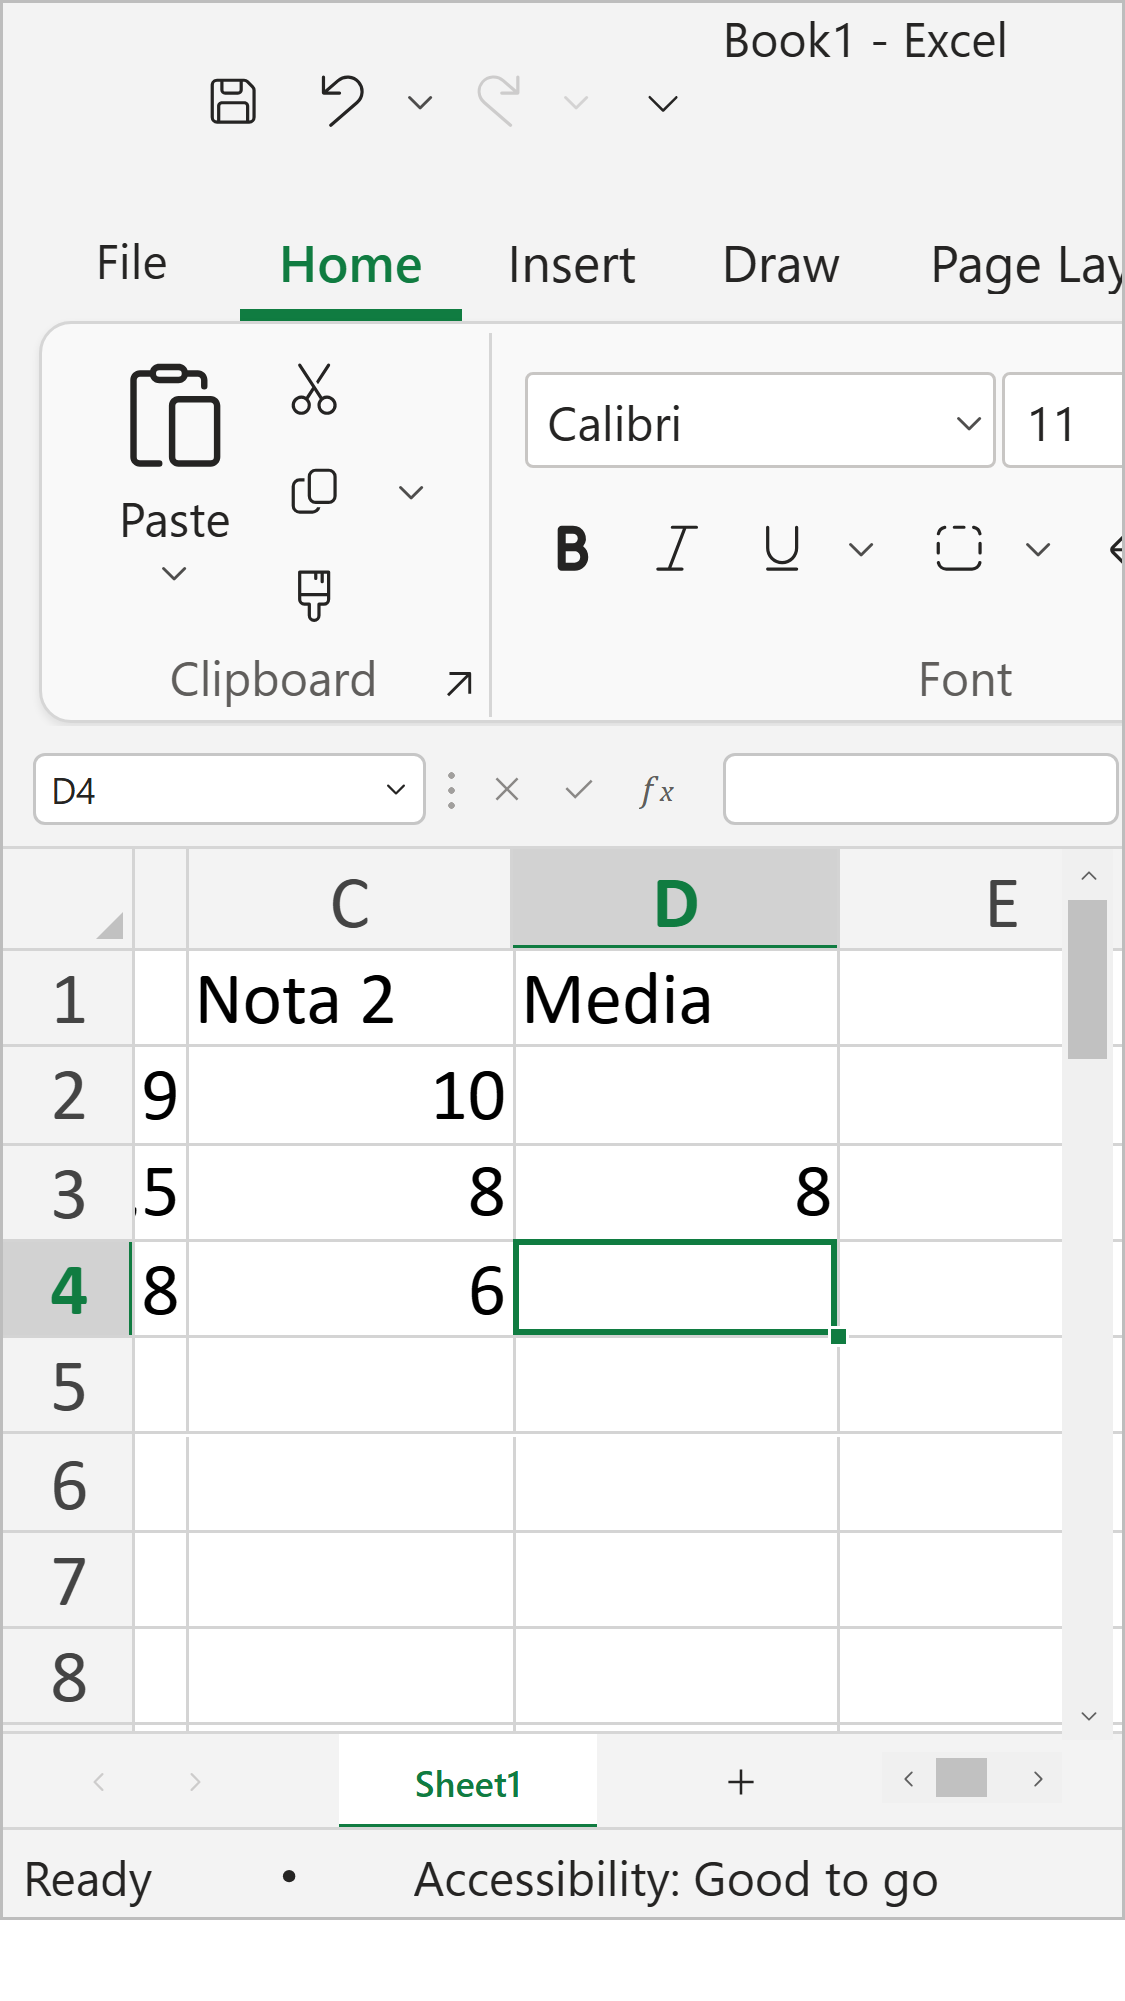 Book1 - Excel
File Home Insert Draw Page Lay
Calibri 11
Paste
B I U
Clipboard Font
D4 fx
C D E
1 Nota 2 Media
2 9 10
3 ,5 8 8
4 8 6
5
6
7
8
Sheet1 +
Ready • Accessibility: Good to go